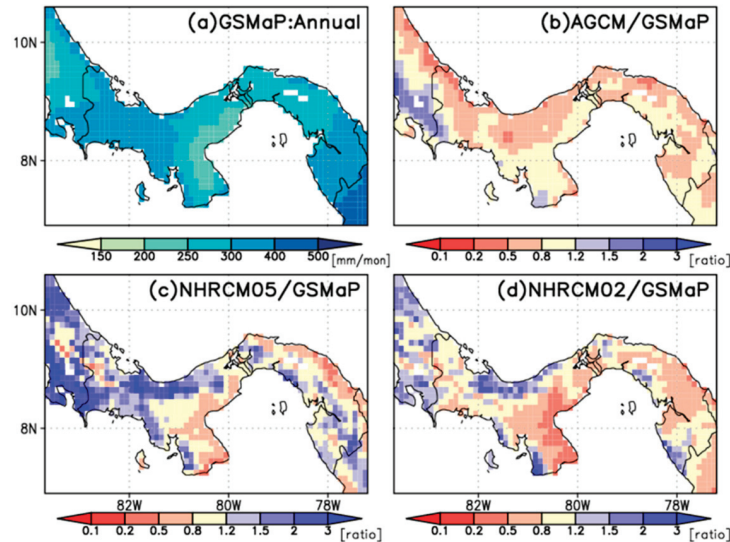 (a)GSMaP:Annual
(b)AGCM/GSMaP
10N
8N
150 200 250 300 400 500 [mm/mon]
0.1 0.2 0.5 0.8 1.2 1.5 2 3 [ratio]
(c)NHRCM05/GSMaP
(d)NHRCM02/GSMaP
10N
8N
82W 80W 78W
82W 80W 78W
0.1 0.2 0.5 0.8 1.2 1.5 2 3 [ratio]
0.1 0.2 0.5 0.8 1.2 1.5 2 3 [ratio]